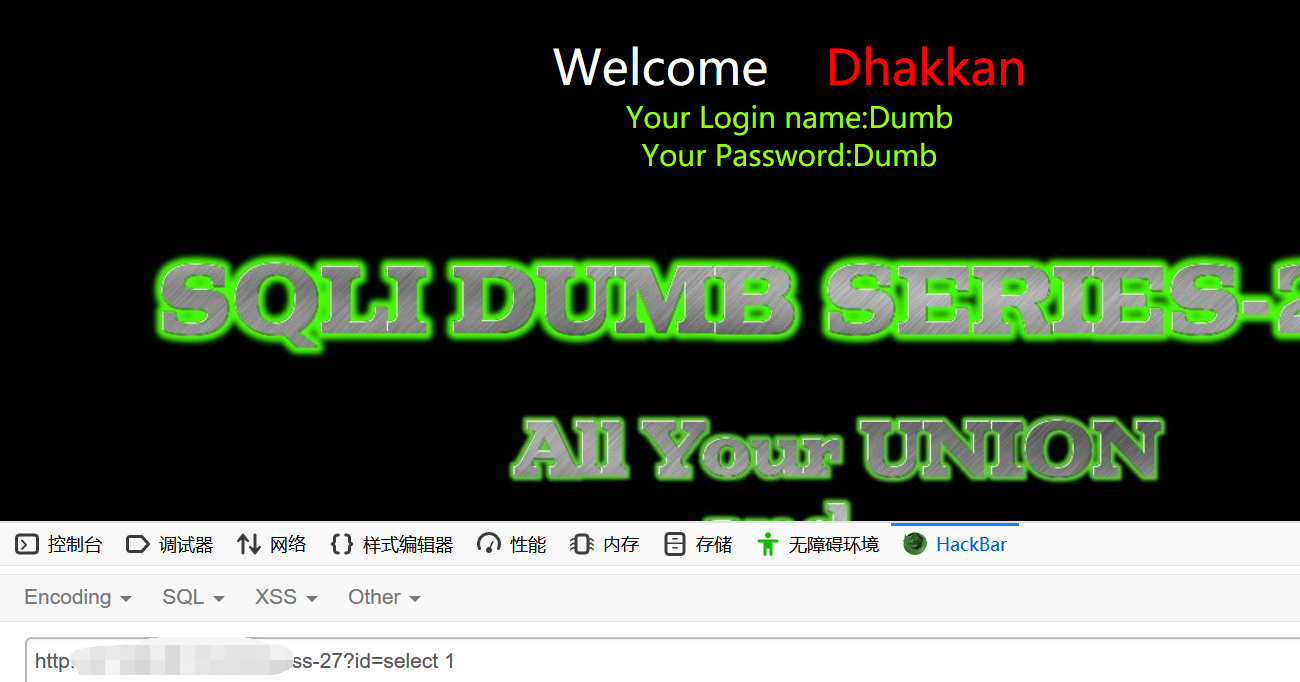 Welcome Dhakkan
Your Login name:Dumb
Your Password:Dumb
SQLI DUMB SERIES-2
All Your UNION
and
控制台 调试器 网络 样式编辑器 性能 内存 存储 无障碍环境 HackBar
Encoding SQL XSS Other
http: ss-27?id=select 1